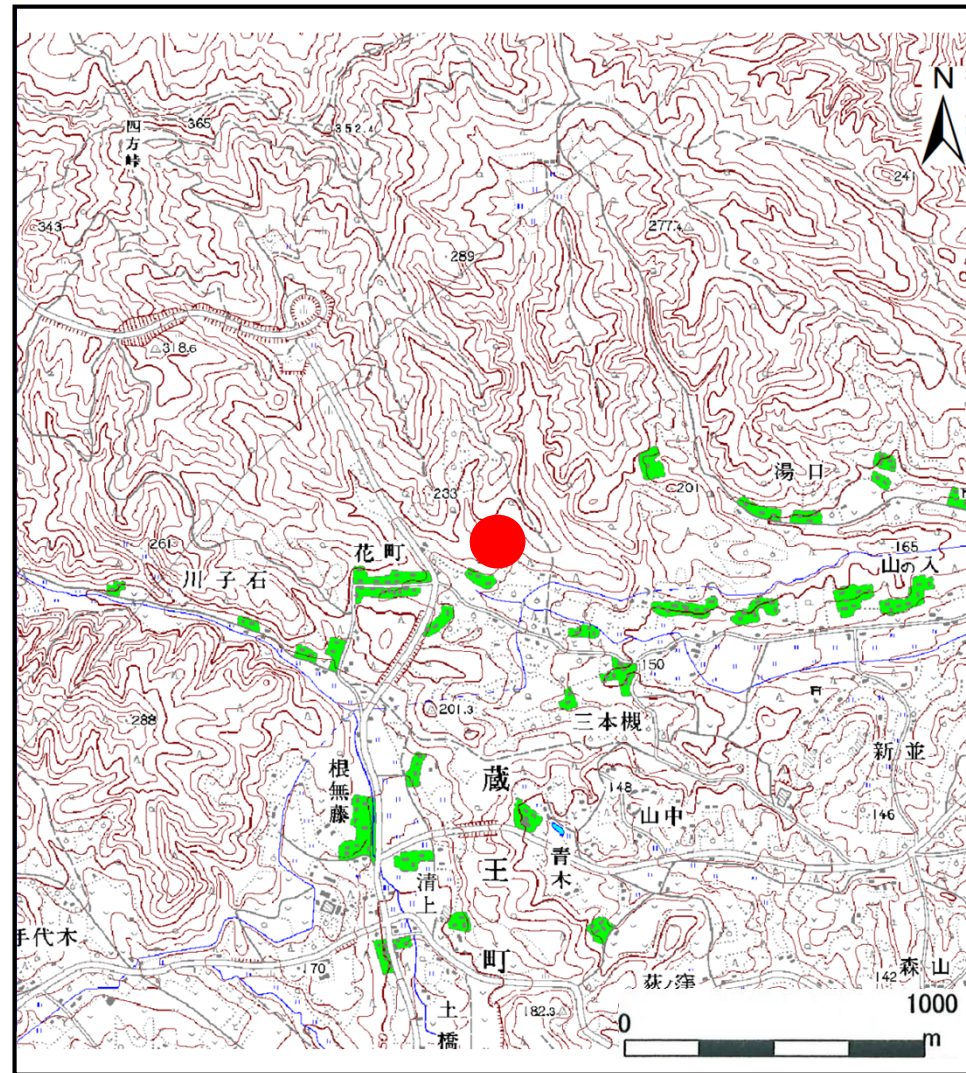 N
365
352.4
四方峠
241
343
277.4
289
318.6
湯口
233
201
261
花町
165
川子石
山の入
150
201.3
三本槻
288
新並
根無藤
蔵王町
148
山中
146
青木
清上
手代木
170
142
森山
荻ノ窪
182.3
土橋
0
1000
m